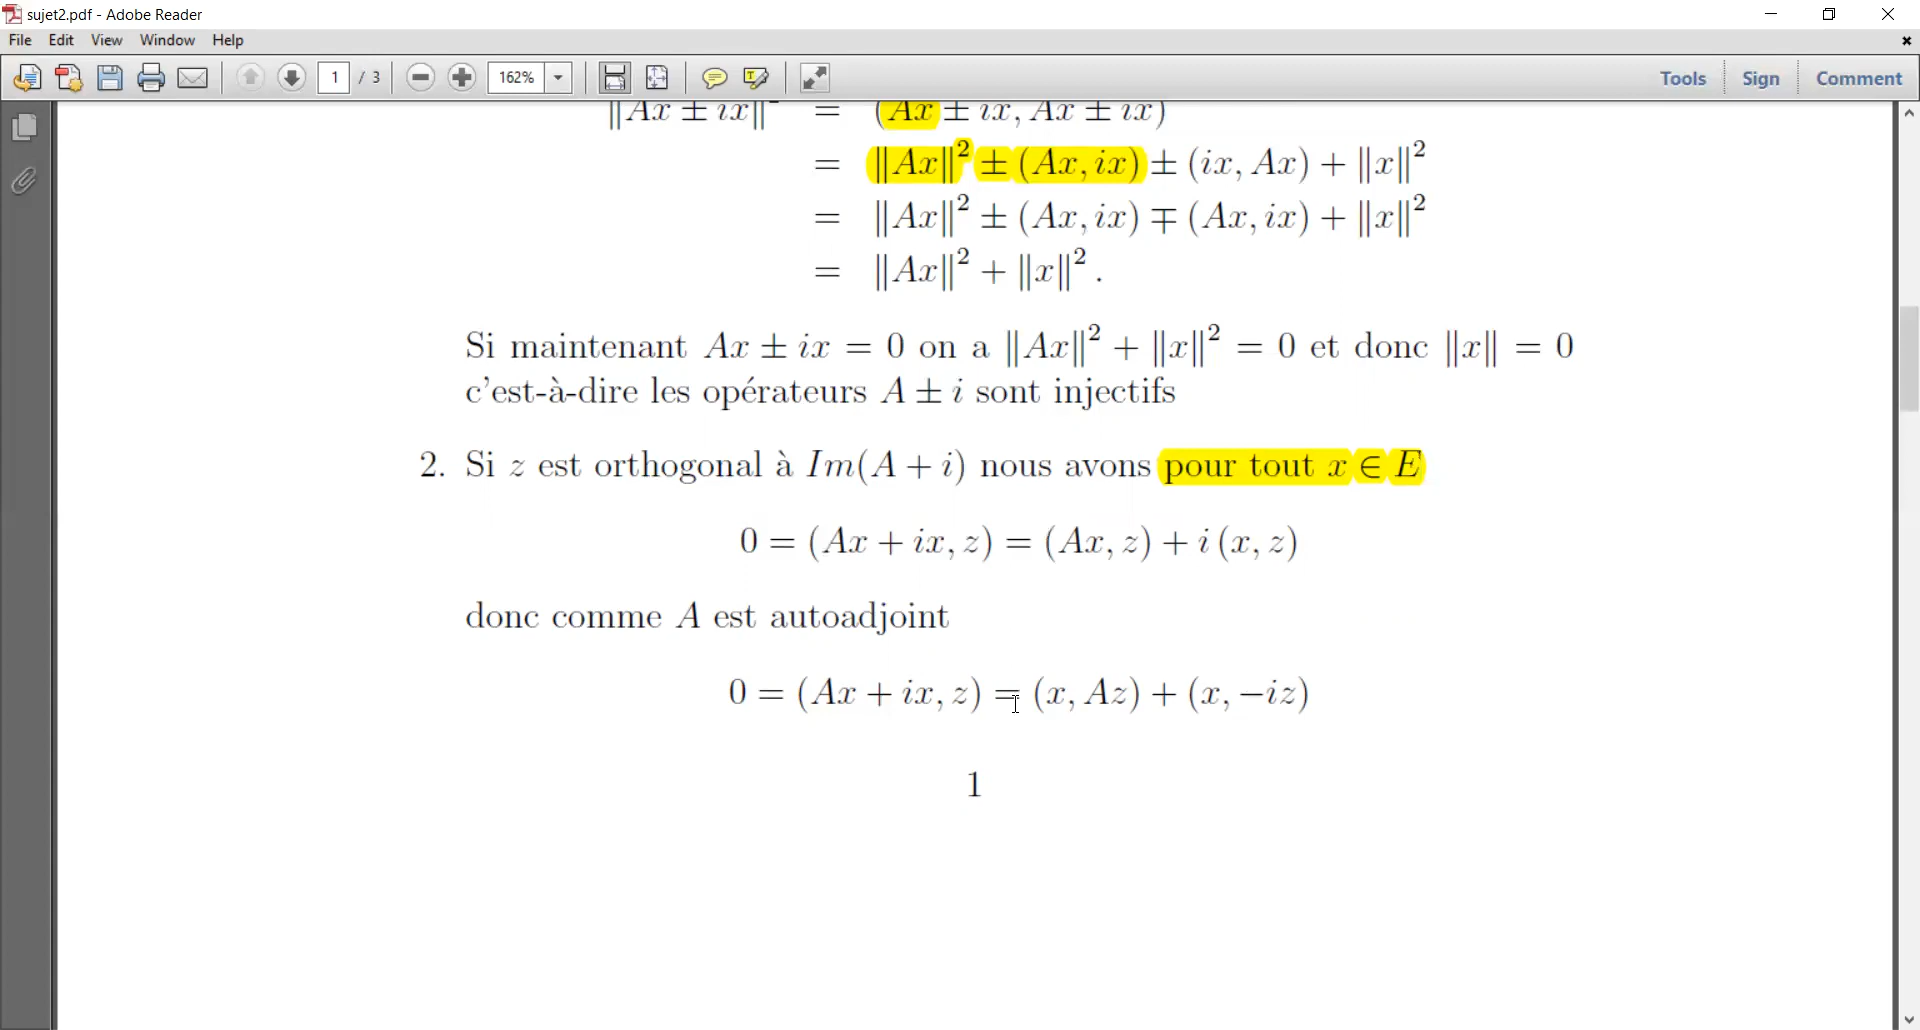 sujet2.pdf - Adobe Reader
File Edit View Window Help
1 / 3 162% Tools Sign Comment
‖Ax ± ix‖² = (Ax ± ix, Ax ± ix)
= ‖Ax‖² ± (Ax, ix) ± (ix, Ax) + ‖x‖²
= ‖Ax‖² ± (Ax, ix) ∓ (Ax, ix) + ‖x‖²
= ‖Ax‖² + ‖x‖² .
Si maintenant Ax ± ix = 0 on a ‖Ax‖² + ‖x‖² = 0 et donc ‖x‖ = 0
c'est-à-dire les opérateurs A ± i sont injectifs
2. Si z est orthogonal à Im(A + i) nous avons pour tout x ∈ E
0 = (Ax + ix, z) = (Ax, z) + i (x, z)
donc comme A est autoadjoint
0 = (Ax + ix, z) = (x, Az) + (x, −iz)
1